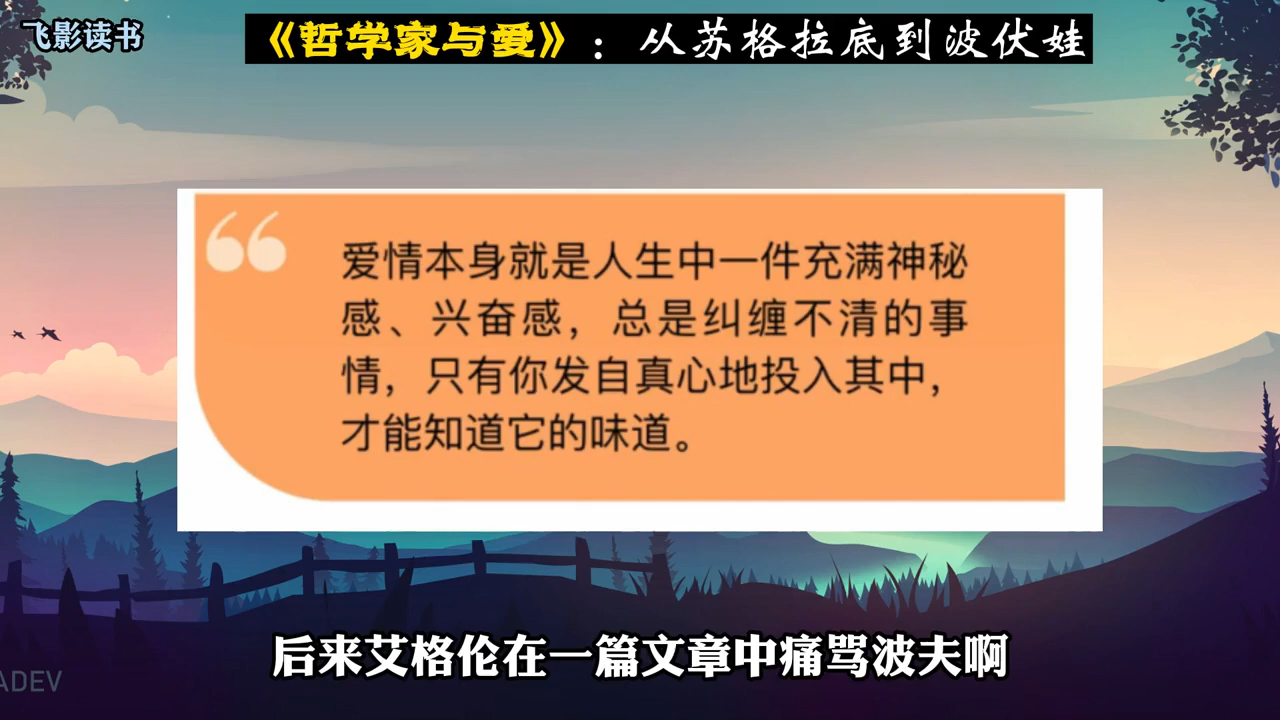 飞影读书
《哲学家与爱》：从苏格拉底到波伏娃
爱情本身就是人生中一件充满神秘
感、兴奋感，总是纠缠不清的事
情，只有你发自真心地投入其中，
才能知道它的味道。
后来艾格伦在一篇文章中痛骂波夫啊
ADEV